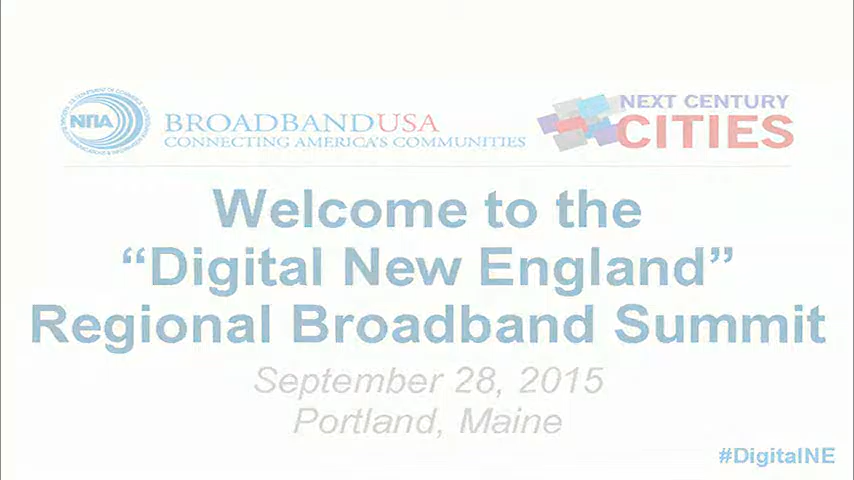 NTIA
BROADBANDUSA
CONNECTING AMERICA'S COMMUNITIES
NEXT CENTURY
CITIES
Welcome to the
“Digital New England”
Regional Broadband Summit
September 28, 2015
Portland, Maine
#DigitalNE